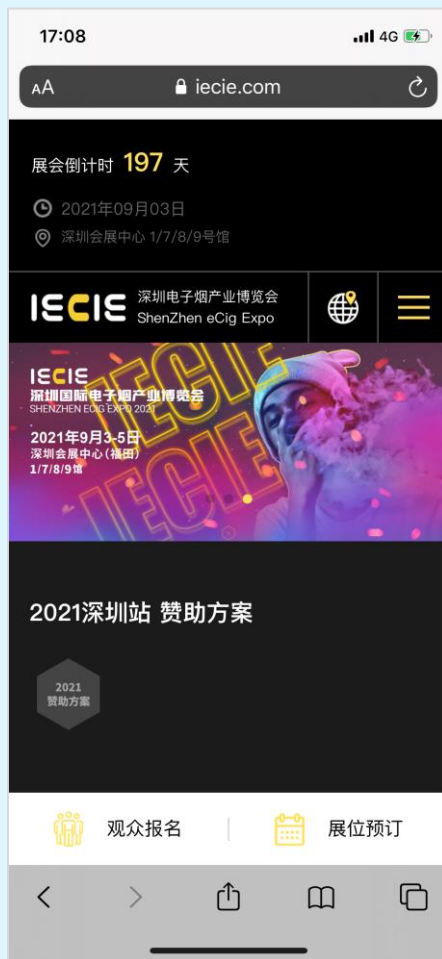 17:08
4G
AA iecie.com
展会倒计时 197 天
2021年09月03日
深圳会展中心 1/7/8/9号馆
IECIE 深圳电子烟产业博览会
ShenZhen eCig Expo
IECIE
IECIE
IECIE
深圳国际电子烟产业博览会
SHENZHEN ECIG EXPO 2021
2021年9月3-5日
深圳会展中心(福田)
1/7/8/9馆
2021深圳站 赞助方案
2021
赞助方案
观众报名
展位预订